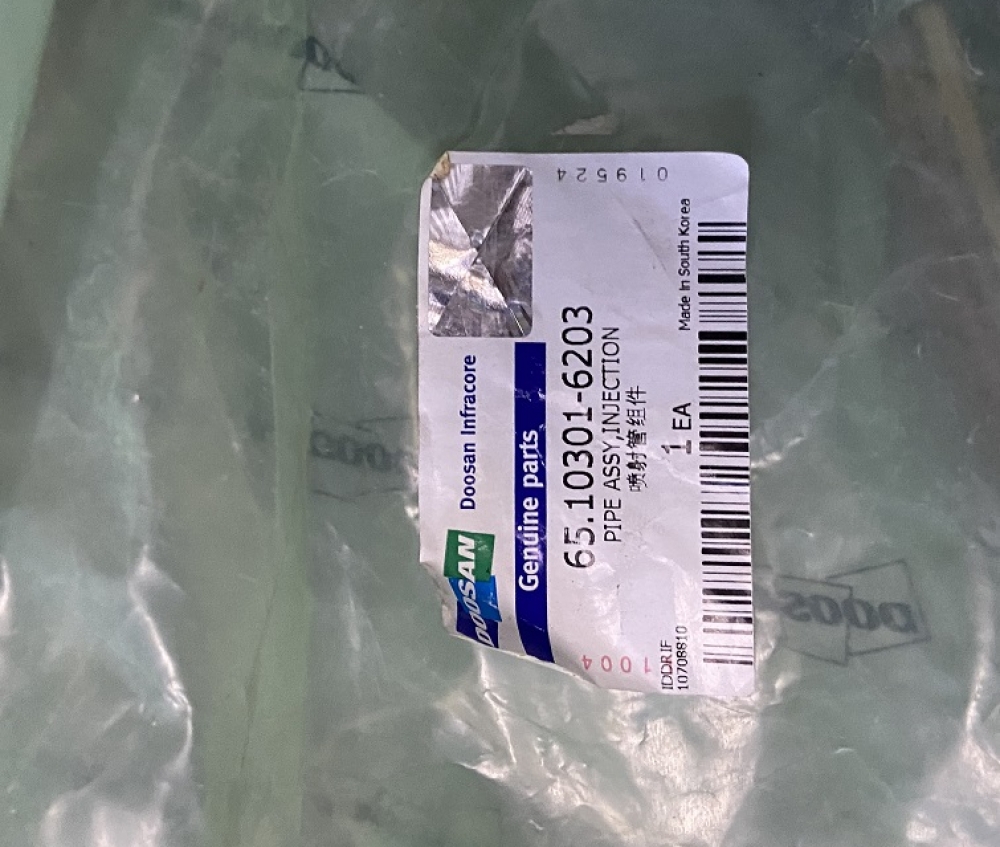 DOOSAN Doosan Infracore
Genuine parts
65.10301-6203
PIPE ASSY,INJECTION
喷射管组件
1 EA
Made In South Korea
IDDRIF
10708810
019524
1004
DOOS